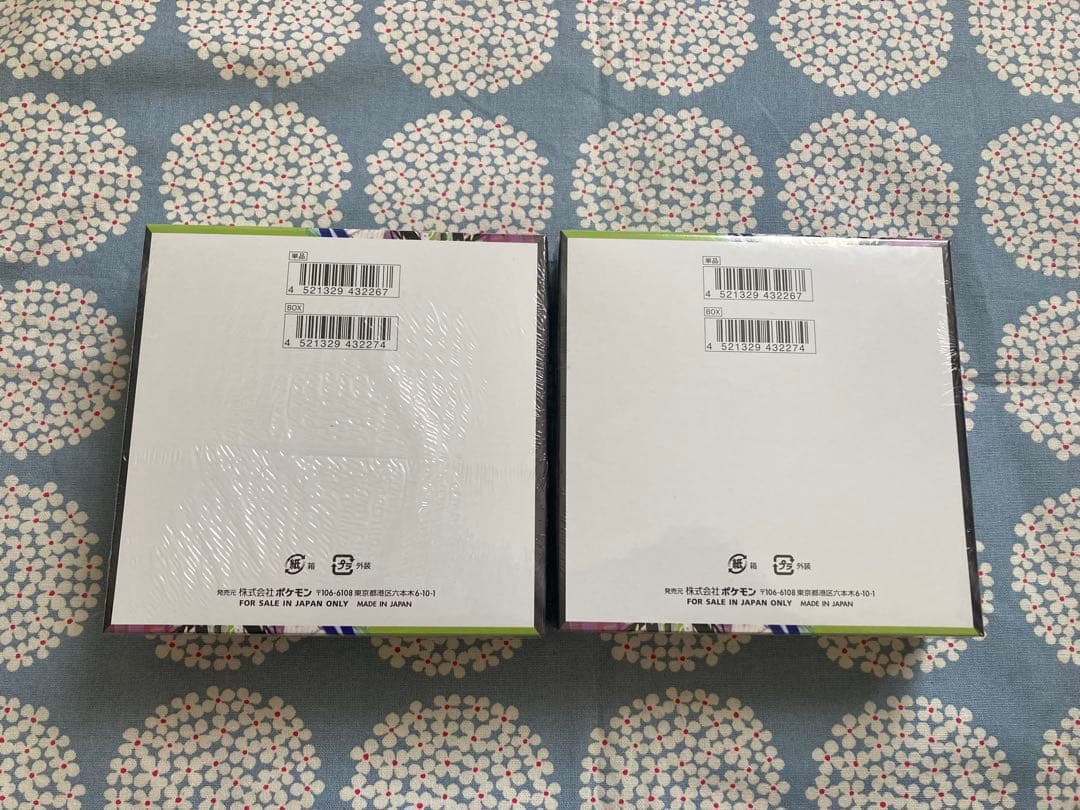 単品
4 521329 432267
BOX
4 521329 432274
紙 箱 プラ 外装
発売元 株式会社ポケモン 〒106-6108 東京都港区六本木6-10-1
FOR SALE IN JAPAN ONLY MADE IN JAPAN
単品
4 521329 432267
BOX
4 521329 432274
紙 箱 プラ 外装
発売元 株式会社ポケモン 〒106-6108 東京都港区六本木6-10-1
FOR SALE IN JAPAN ONLY MADE IN JAPAN